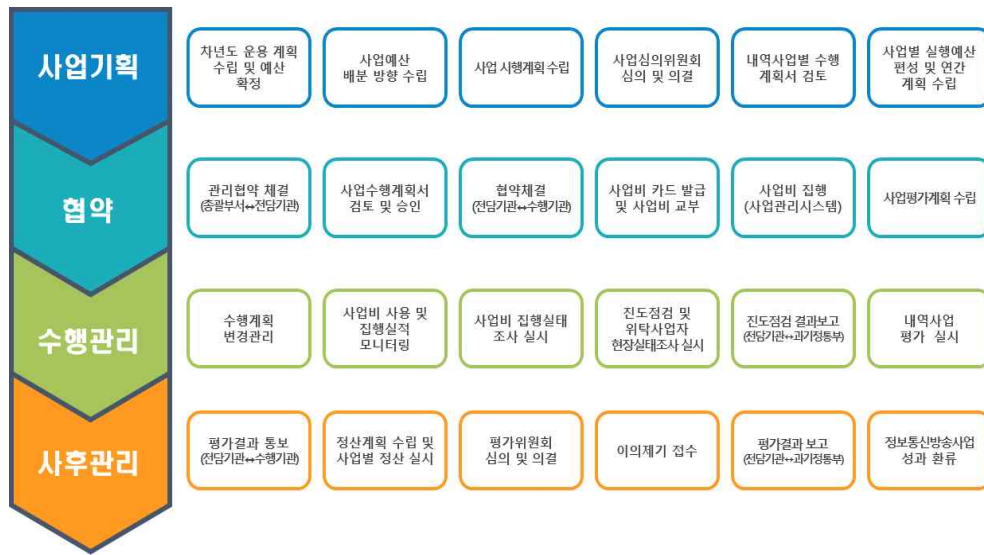 사업기획
차년도 운용 계획
수립 및 예산
확정
사업예산
배분 방향 수립
사업 시행계획 수립
사업심의위원회
심의 및 의결
내역사업별 수행
계획서 검토
사업별 실행예산
편성 및 연간
계획 수립
협약
관리협약 체결
(총괄부서↔전담기관)
사업수행계획서
검토 및 승인
협약체결
(전담기관↔수행기관)
사업비 카드 발급
및 사업비 교부
사업비 집행
(사업관리시스템)
사업평가계획 수립
수행관리
수행계획
변경관리
사업비 사용 및
집행실적
모니터링
사업비 집행실태
조사 실시
진도점검 및
위탁사업자
현장실태조사 실시
진도점검 결과보고
(전담기관↔과기정통부)
내역사업
평가 실시
사후관리
평가결과 통보
(전담기관↔수행기관)
정산계획 수립 및
사업별 정산 실시
평가위원회
심의 및 의결
이의제기 접수
평가결과 보고
(전담기관↔과기정통부)
정보통신방송사업
성과 환류